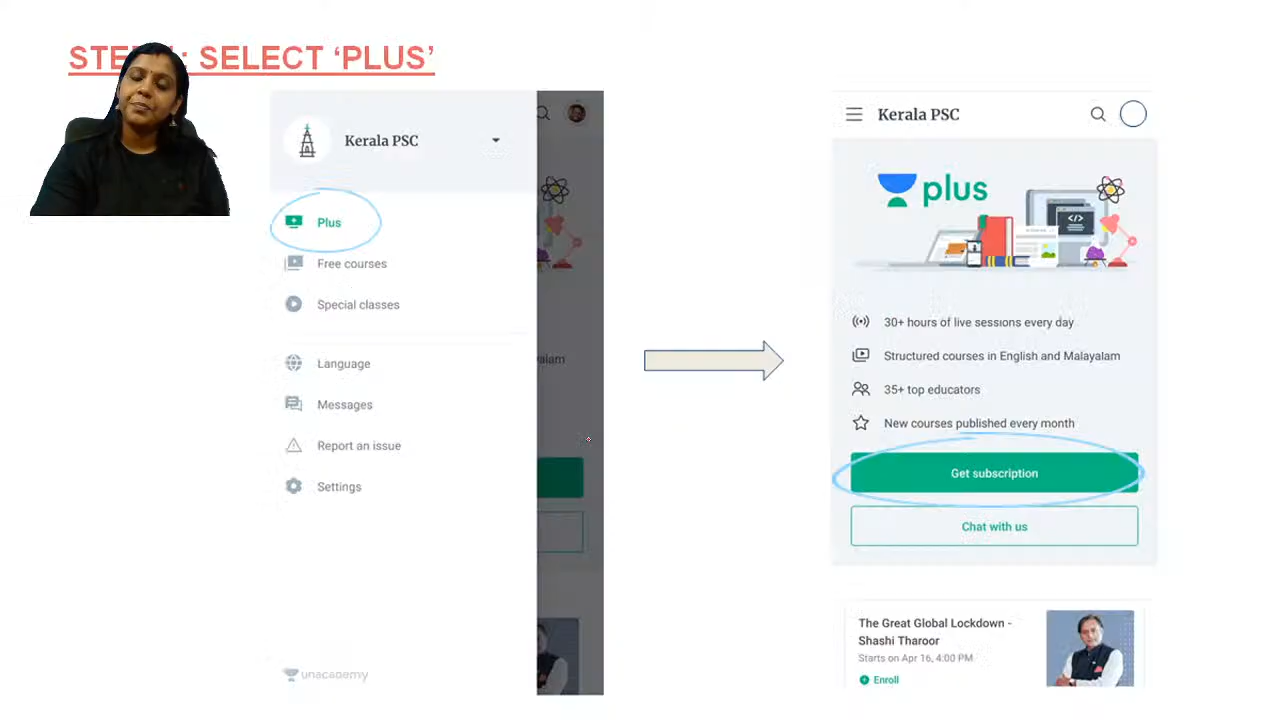 : SELECT ‘PLUS’
Kerala PSC
Plus
Free courses
Special classes
Language
Messages
Report an issue
Settings
unacademy
Kerala PSC
plus
30+ hours of live sessions every day
Structured courses in English and Malayalam
35+ top educators
New courses published every month
Get subscription
Chat with us
The Great Global Lockdown -
Shashi Tharoor
Starts on Apr 16, 4:00 PM
Enroll